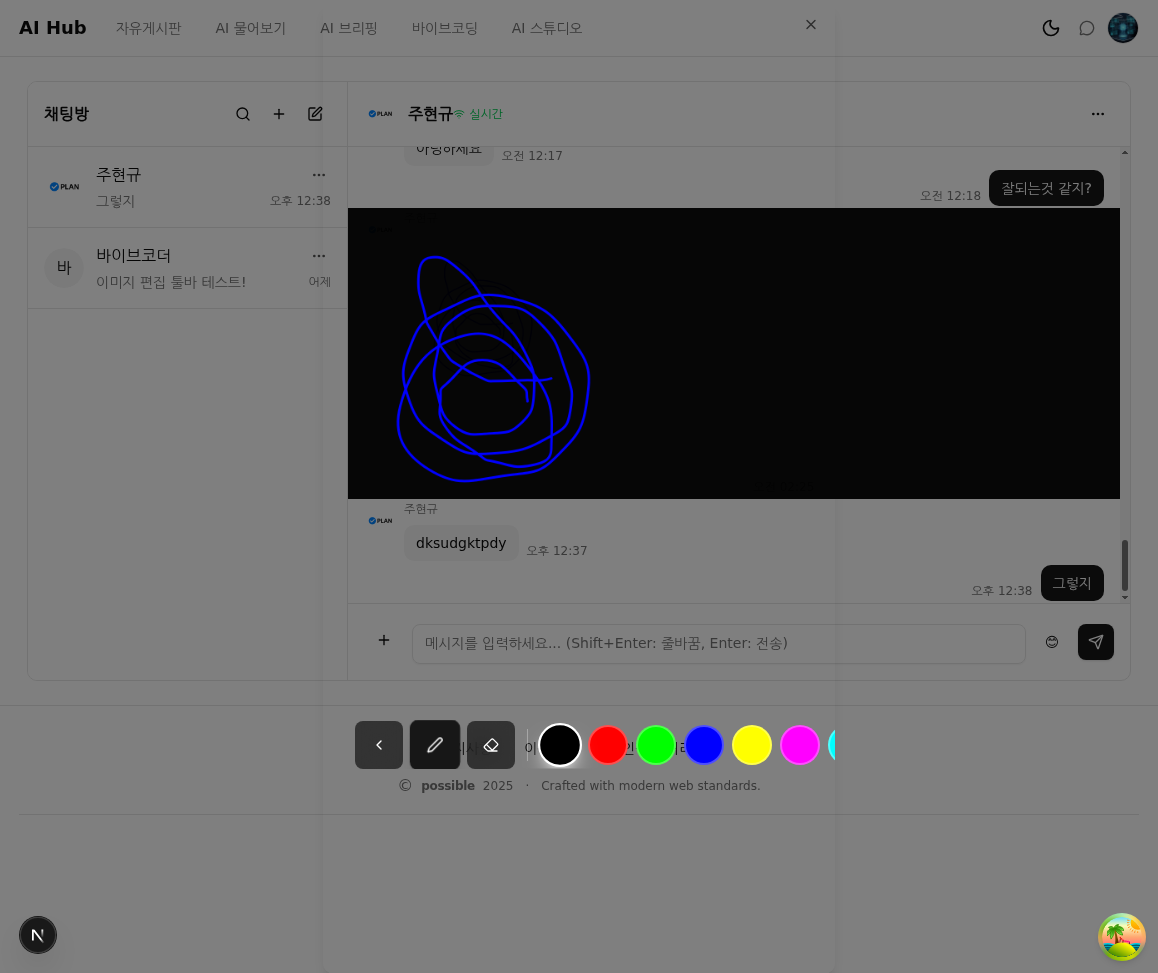 AI Hub 자유게시판 AI 물어보기 AI 브리핑 바이브코딩 AI 스튜디오
채팅방
주현규
그렇지 오후 12:38
바
바이브코더
이미지 편집 툴바 테스트! 어제
PLAN
주현규 실시간
오전 12:17
잘되는것 같지?
오전 12:18
주현규
PLAN
dksudgktpdy
오후 12:37
그렇지
오후 12:38
메시지를 입력하세요... (Shift+Enter: 줄바꿈, Enter: 전송)
© possible 2025 · Crafted with modern web standards.
N